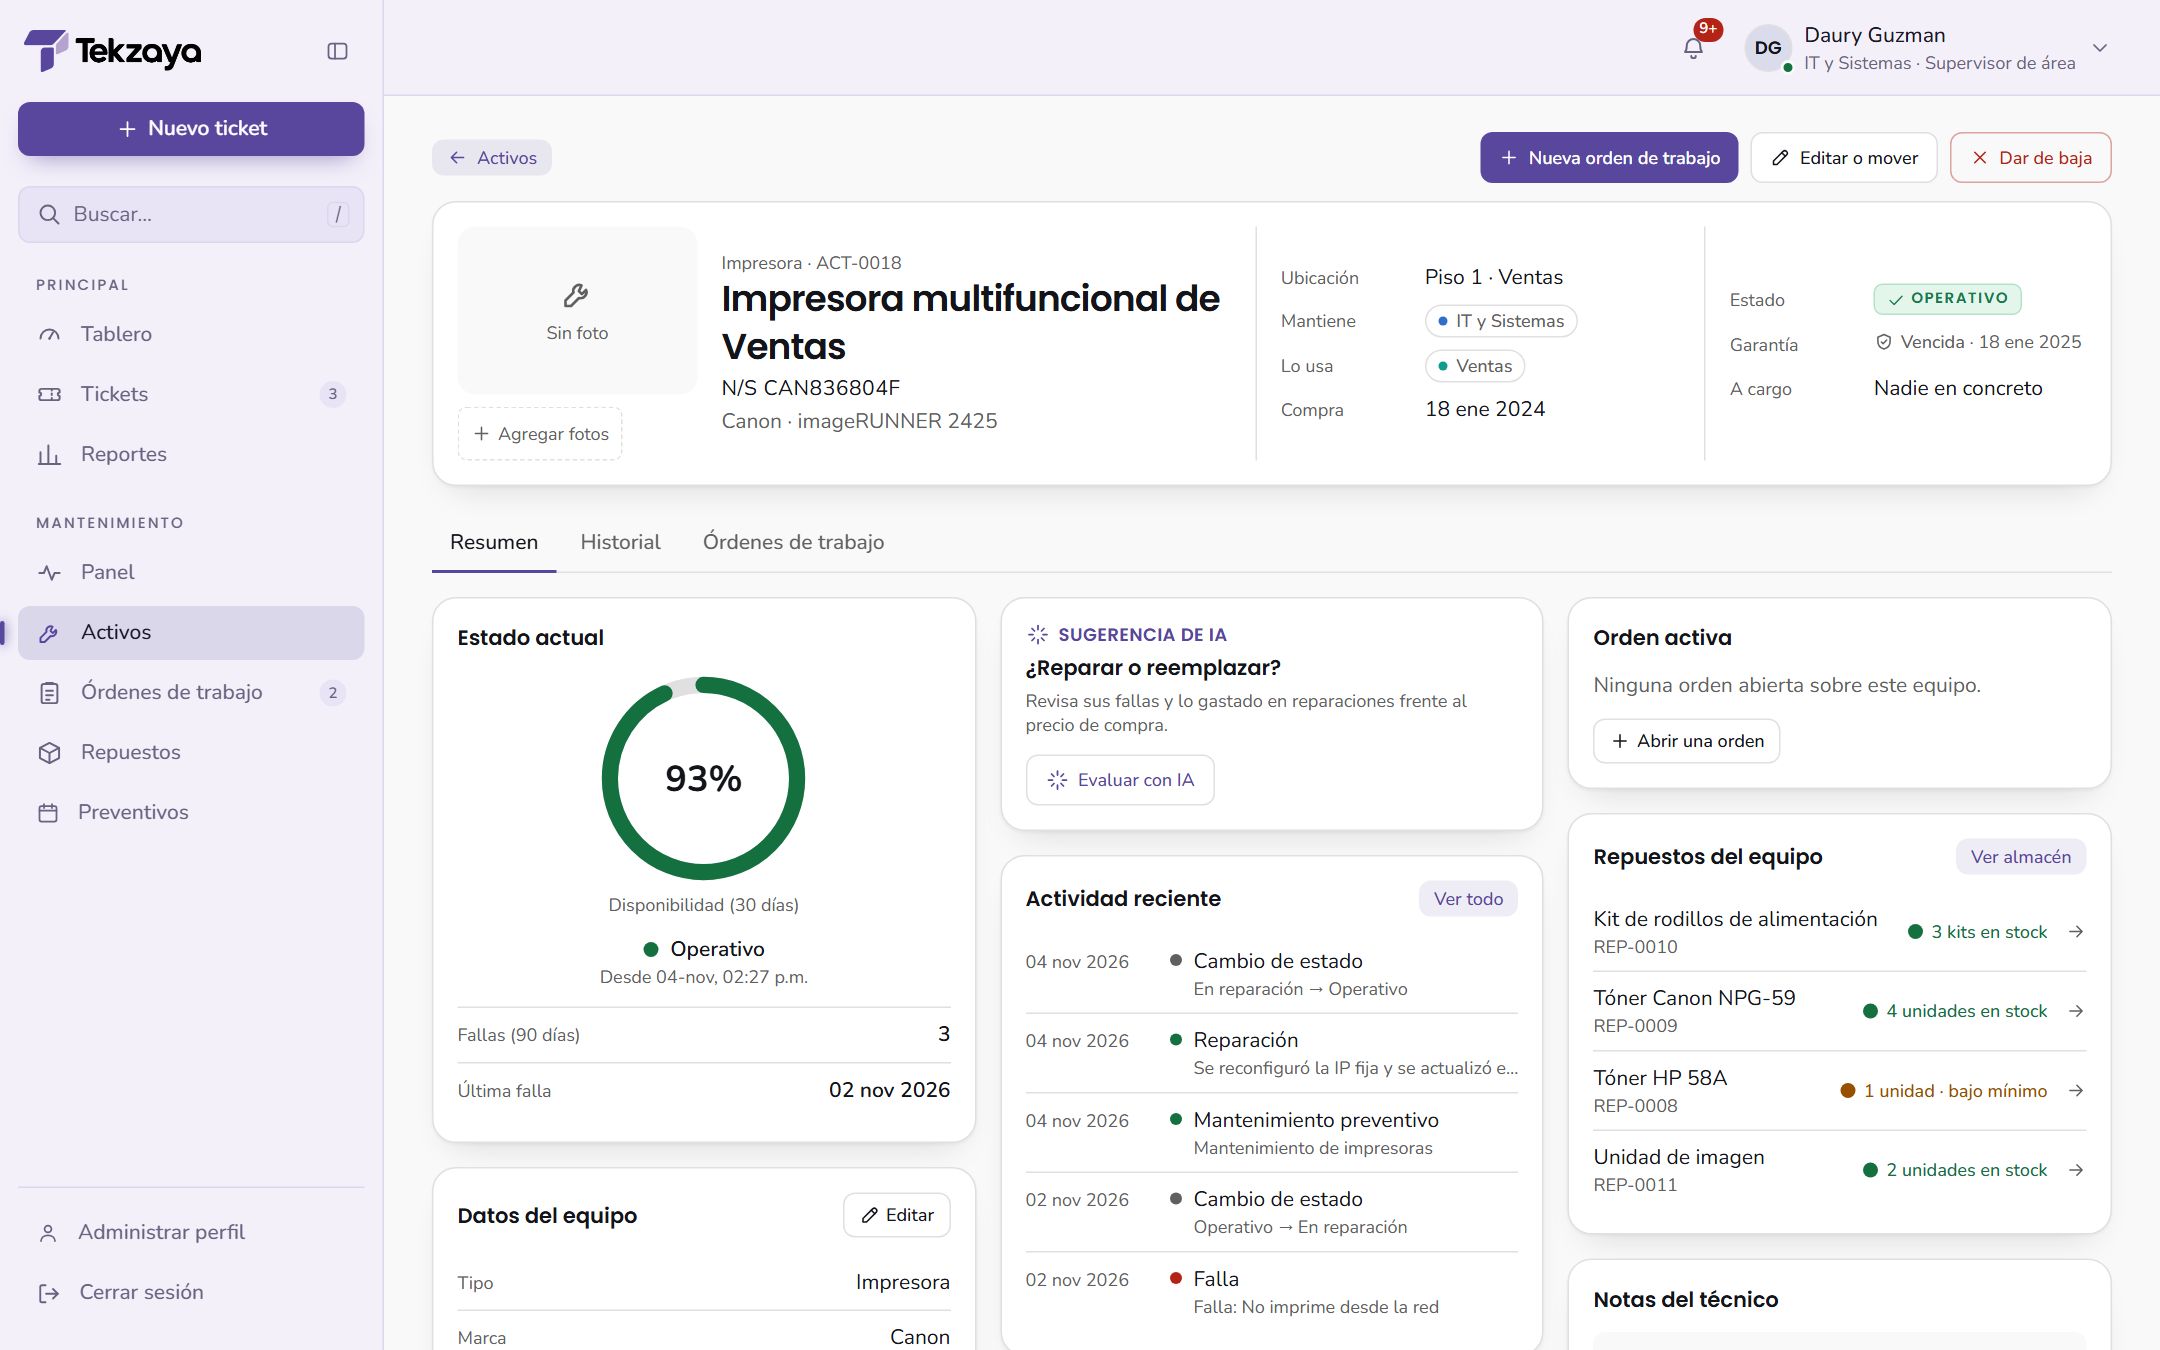 Tekzaya
Nuevo ticket
Buscar...
/
PRINCIPAL
Tablero
Tickets
3
Reportes
MANTENIMIENTO
Panel
Activos
Órdenes de trabajo
2
Repuestos
Preventivos
Administrar perfil
Cerrar sesión
9+
DG
Daury Guzman
IT y Sistemas · Supervisor de área
Activos
Nueva orden de trabajo
Editar o mover
Dar de baja
Sin foto
Agregar fotos
Impresora · ACT-0018
Impresora multifuncional de
Ventas
N/S CAN836804F
Canon · imageRUNNER 2425
Ubicación
Piso 1 · Ventas
Mantiene
IT y Sistemas
Lo usa
Ventas
Compra
18 ene 2024
Estado
OPERATIVO
Garantía
Vencida · 18 ene 2025
A cargo
Nadie en concreto
Resumen
Historial
Órdenes de trabajo
Estado actual
93%
Disponibilidad (30 días)
Operativo
Desde 04-nov, 02:27 p.m.
Fallas (90 días)
3
Última falla
02 nov 2026
Datos del equipo
Editar
Tipo
Impresora
Marca
Canon
SUGERENCIA DE IA
¿Reparar o reemplazar?
Revisa sus fallas y lo gastado en reparaciones frente al
precio de compra.
Evaluar con IA
Actividad reciente
Ver todo
04 nov 2026
Cambio de estado
En reparación → Operativo
04 nov 2026
Reparación
Se reconfiguró la IP fija y se actualizó e...
04 nov 2026
Mantenimiento preventivo
Mantenimiento de impresoras
02 nov 2026
Cambio de estado
Operativo → En reparación
02 nov 2026
Falla
Falla: No imprime desde la red
Orden activa
Ninguna orden abierta sobre este equipo.
Abrir una orden
Repuestos del equipo
Ver almacén
Kit de rodillos de alimentación
REP-0010
3 kits en stock
Tóner Canon NPG-59
REP-0009
4 unidades en stock
Tóner HP 58A
REP-0008
1 unidad · bajo mínimo
Unidad de imagen
REP-0011
2 unidades en stock
Notas del técnico